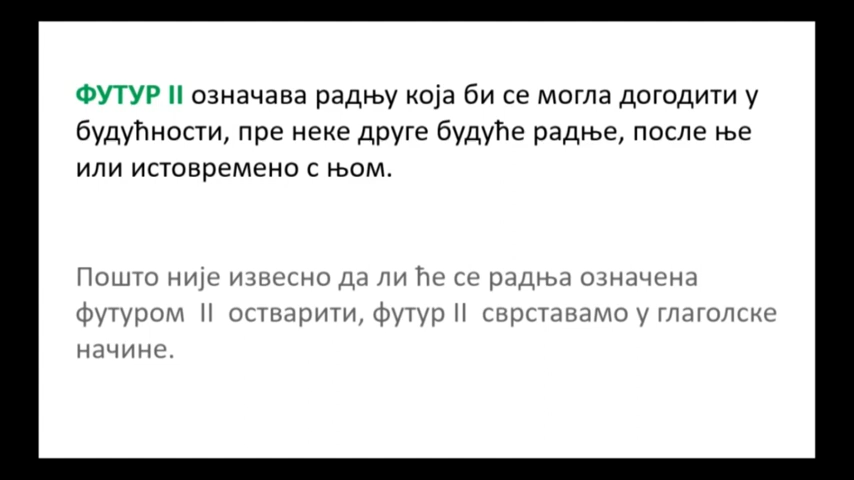 ФУТУР II означава радњу која би се могла догодити у
будућности, пре неке друге будуће радње, после ње
или истовремено с њом.
Пошто није извесно да ли ће се радња означена
футуром II остварити, футур II сврставамо у глаголске
начине.